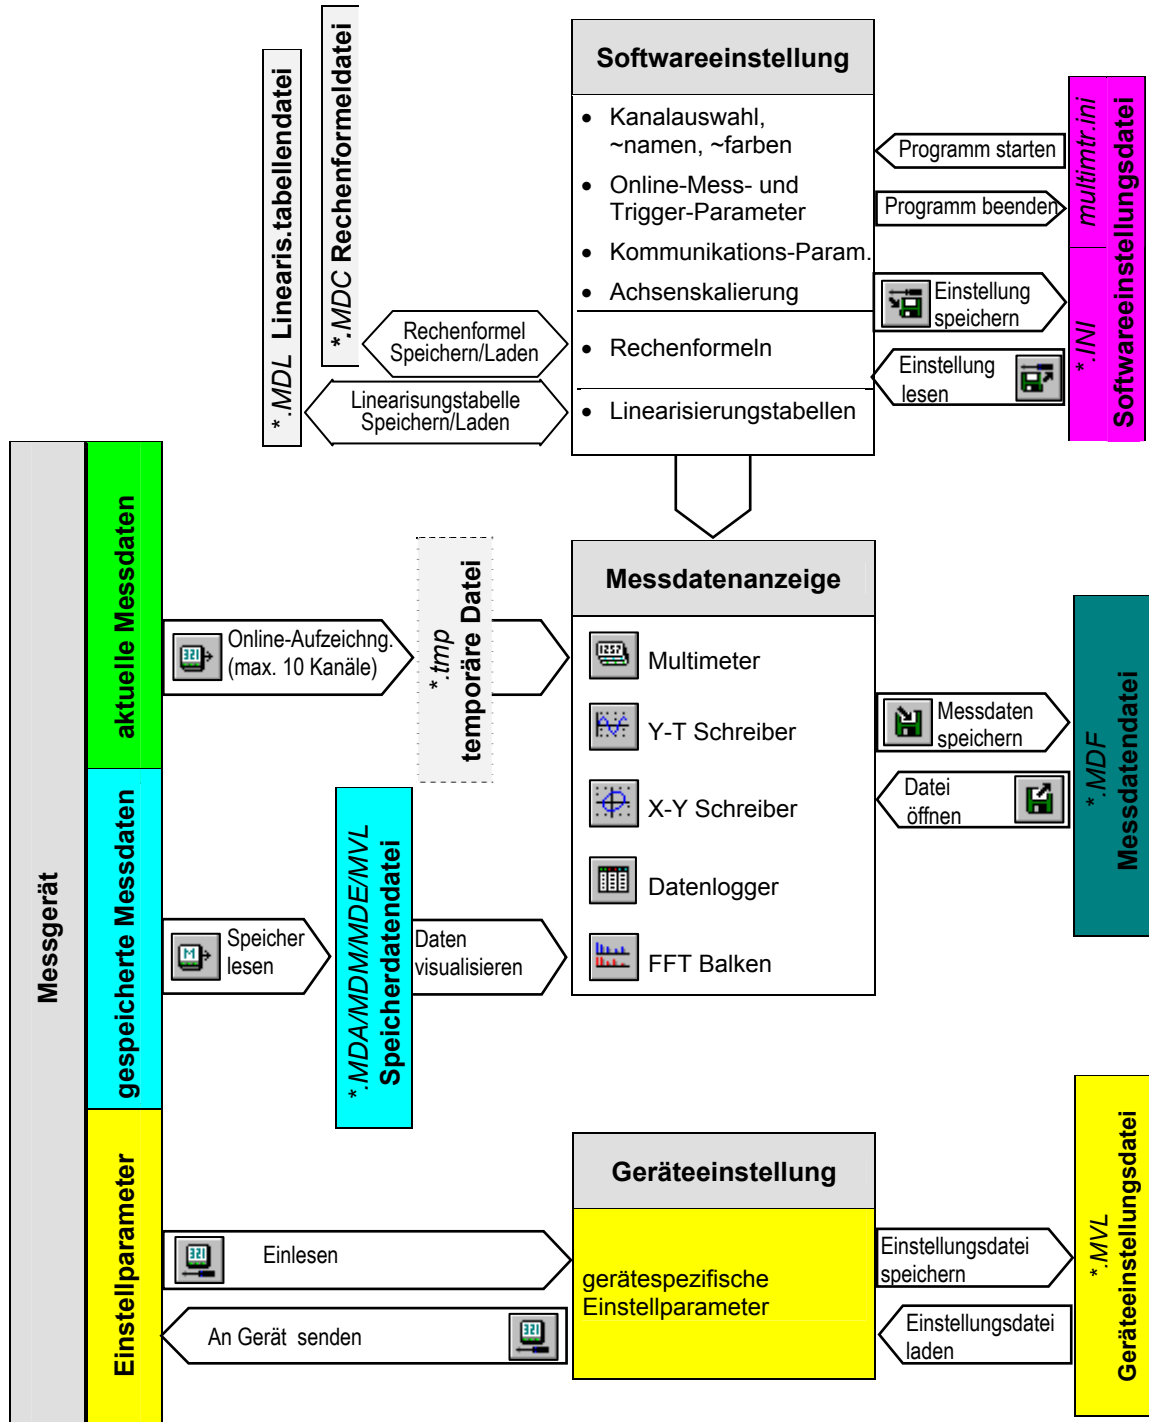 Softwareeinstellung
• Kanalauswahl,
~namen, ~farben
• Online-Mess- und
Trigger-Parameter
• Kommunikations-Param.
• Achsenskalierung
• Rechenformeln
• Linearisierungstabellen
*.MDL Linearis.tabellendatei
*.MDC Rechenformeldatei
Rechenformel
Speichern/Laden
Linearisungstabelle
Speichern/Laden
Programm starten
Programm beenden
Einstellung
speichern
Einstellung
lesen
*.INI multimtr.ini
Softwareeinstellungsdatei
Messgerät
aktuelle Messdaten
gespeicherte Messdaten
Einstellparameter
321
Online-Aufzeichng.
(max. 10 Kanäle)
*.tmp
temporäre Datei
Messdatenanzeige
1257
Multimeter
Y-T Schreiber
X-Y Schreiber
Datenlogger
FFT Balken
Messdaten
speichern
Datei
öffnen
*.MDF
Messdatendatei
M
Speicher
lesen
*.MDA/MDM/MDE/MVL
Speicherdatendatei
Daten
visualisieren
Geräteeinstellung
gerätespezifische
Einstellparameter
321
Einlesen
An Gerät senden
321
Einstellungsdatei
speichern
Einstellungsdatei
laden
*.MVL
Geräteeinstellungsdatei